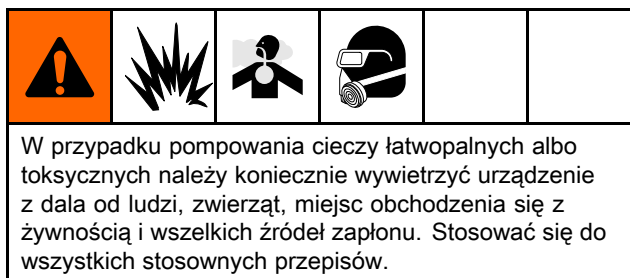 W przypadku pompowania cieczy łatwopalnych albo
toksycznych należy koniecznie wywietrzyć urządzenie
z dala od ludzi, zwierząt, miejsc obchodzenia się z
żywnością i wszelkich źródeł zapłonu. Stosować się do
wszystkich stosownych przepisów.